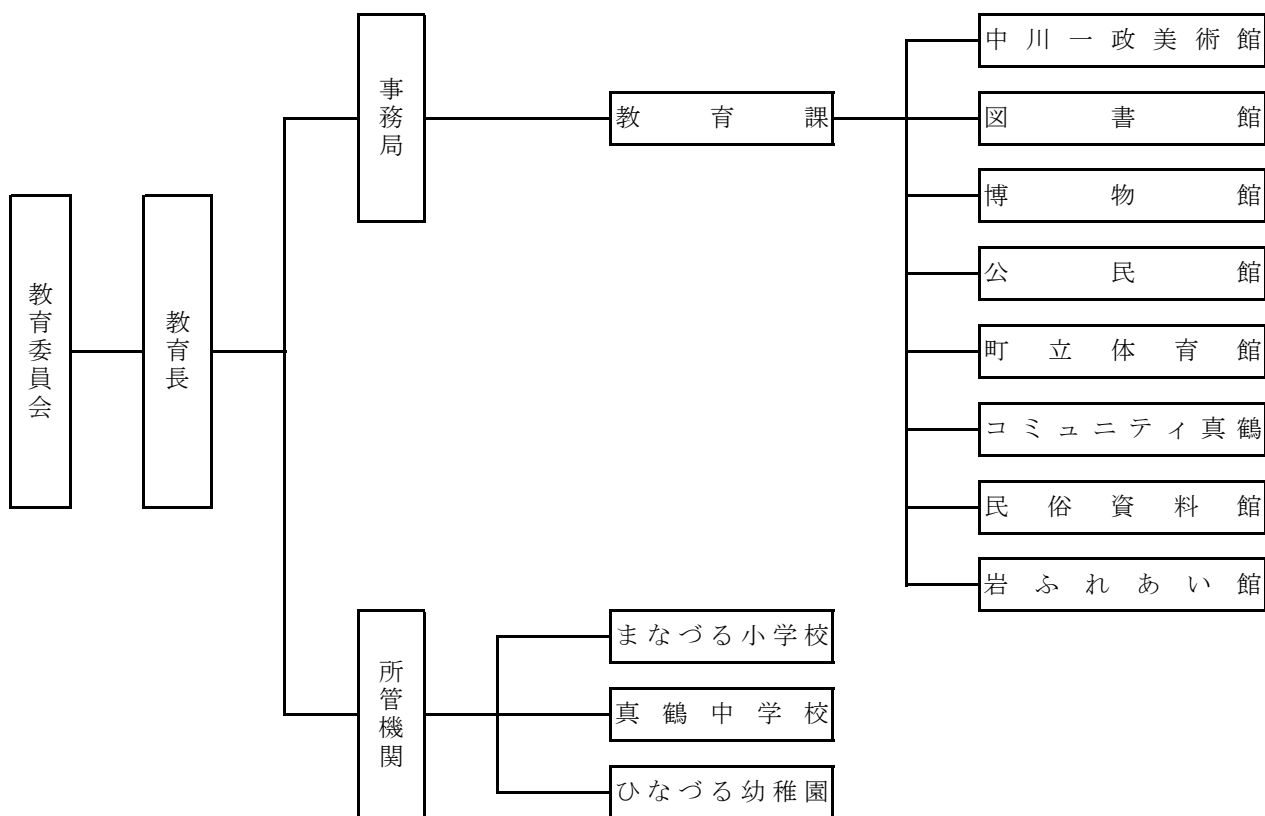 教育委員会
教育長
事務局
教育課
中川一政美術館
図書館
博物館
公民館
町立体育館
コミュニティ真鶴
民俗資料館
岩ふれあい館
所管機関
まなづる小学校
真鶴中学校
ひなづる幼稚園